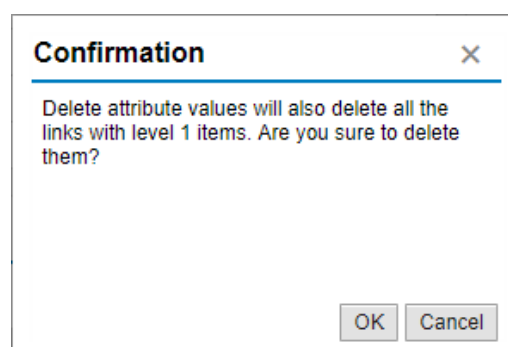 Confirmation
Delete attribute values will also delete all the
links with level 1 items. Are you sure to delete
them?
OK Cancel